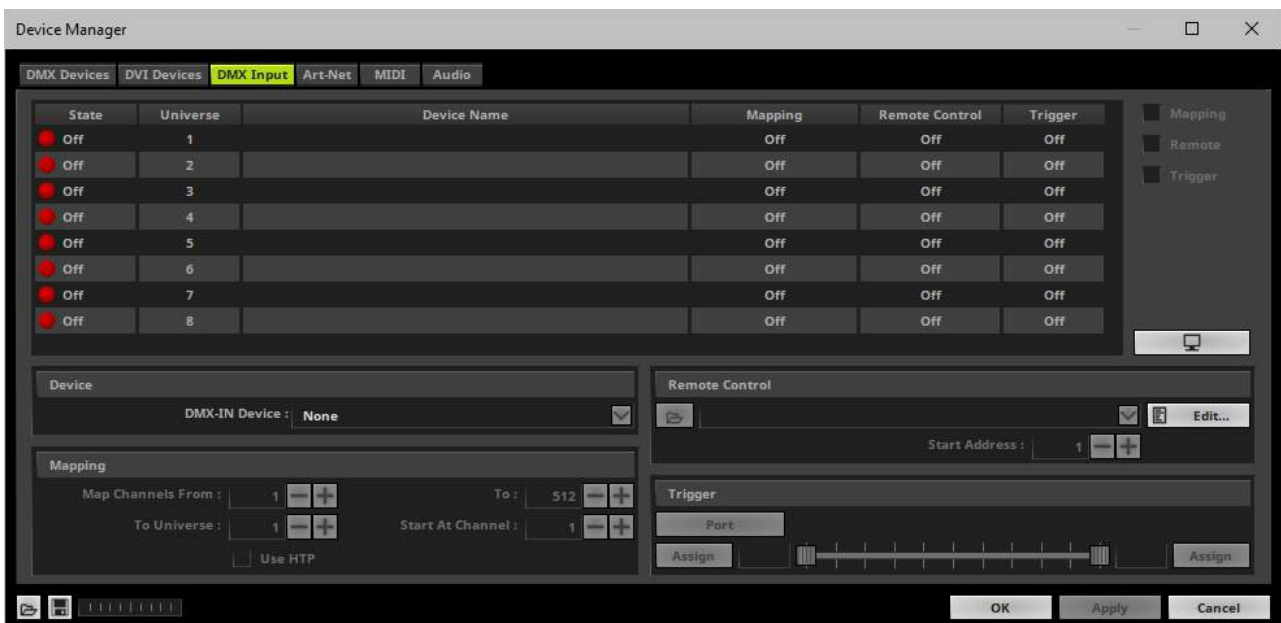 Device Manager
DMX Devices DVI Devices DMX Input Art-Net MIDI Audio
State Universe Device Name Mapping Remote Control Trigger
Off 1 Off Off Off
Off 2 Off Off Off
Off 3 Off Off Off
Off 4 Off Off Off
Off 5 Off Off Off
Off 6 Off Off Off
Off 7 Off Off Off
Off 8 Off Off Off
Mapping
Remote
Trigger
Device
DMX-IN Device : None
Mapping
Map Channels From : 1 To : 512
To Universe : 1 Start At Channel : 1
Use HTP
Remote Control
Edit...
Start Address : 1
Trigger
Port
Assign Assign
OK Apply Cancel